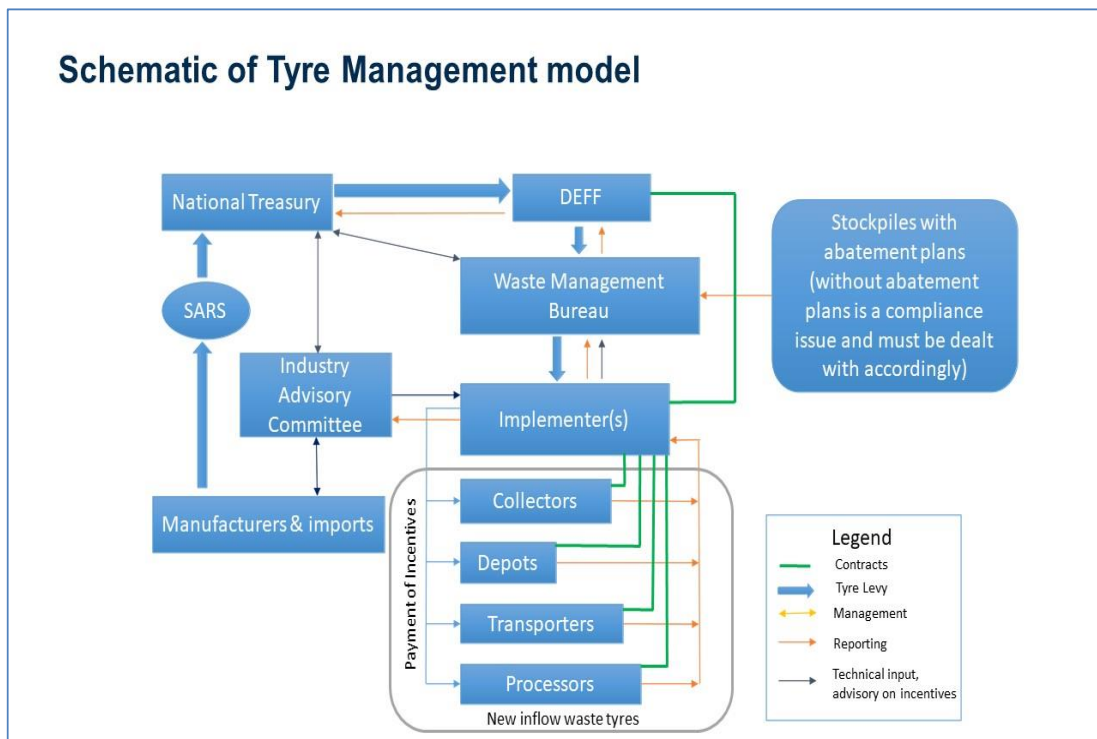 Schematic of Tyre Management model
National Treasury
DEFF
Stockpiles with
abatement plans
(without abatement
plans is a compliance
issue and must be dealt
with accordingly)
Waste Management
Bureau
SARS
Industry
Advisory
Committee
Implementer(s)
Manufacturers & imports
Payment of Incentives
Collectors
Depots
Transporters
Processors
New inflow waste tyres
Legend
Contracts
Tyre Levy
Management
Reporting
Technical input,
advisory on incentives